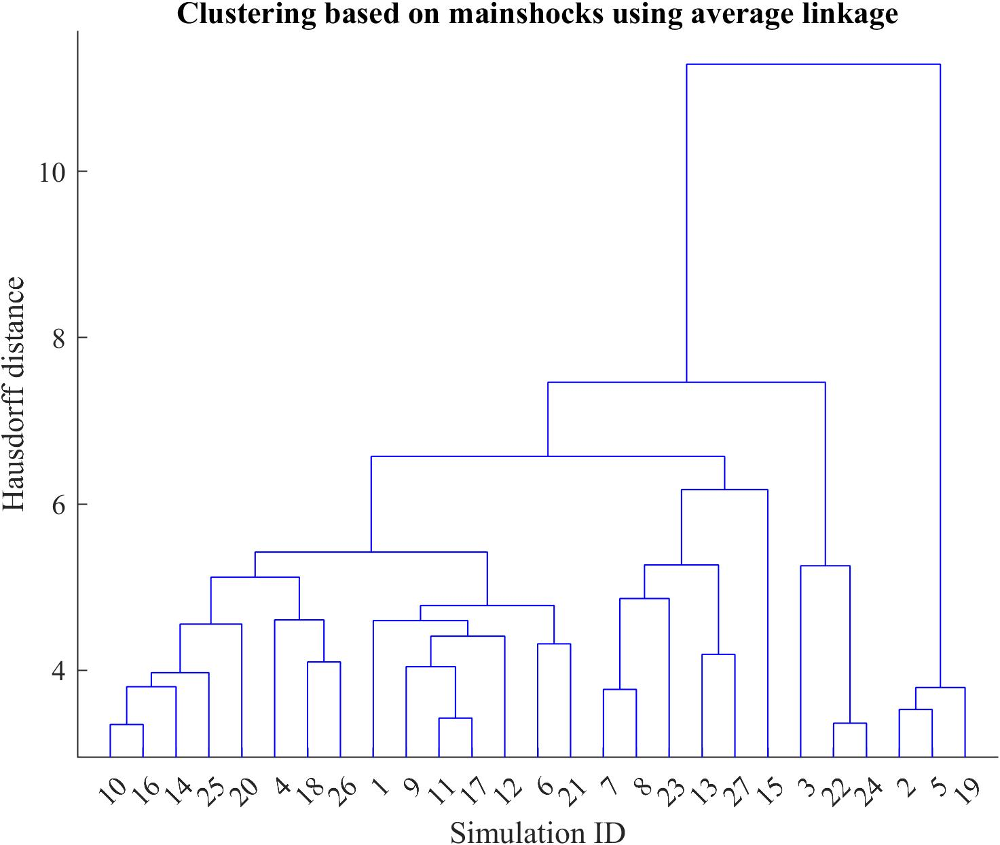 Clustering based on mainshocks using average linkage
Hausdorff distance
10
8
6
4
10 16 14 25 20 4 18 26 1 9 11 17 12 6 21 7 8 23 13 27 15 3 22 24 2 5 19
Simulation ID